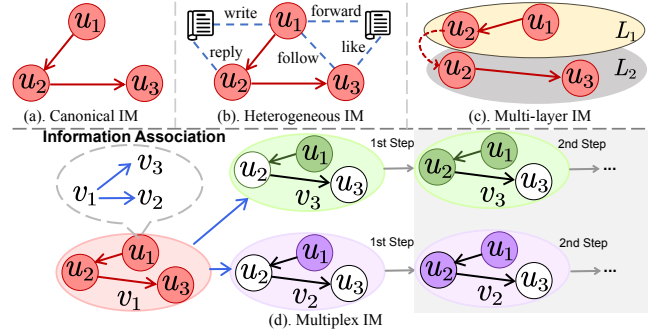 u1
u2
u3
(a). Canonical IM
write
u1
forward
reply
follow
like
u2
u3
(b). Heterogeneous IM
u2
u1
L1
u2
u3
L2
(c). Multi-layer IM
Information Association
v1
v3
v2
u1
u2
u3
v1
u1
u2
u3
v3
1st Step
u1
u2
u3
v3
2nd Step
...
u1
u2
u3
v2
1st Step
u1
u2
u3
v2
2nd Step
...
(d). Multiplex IM